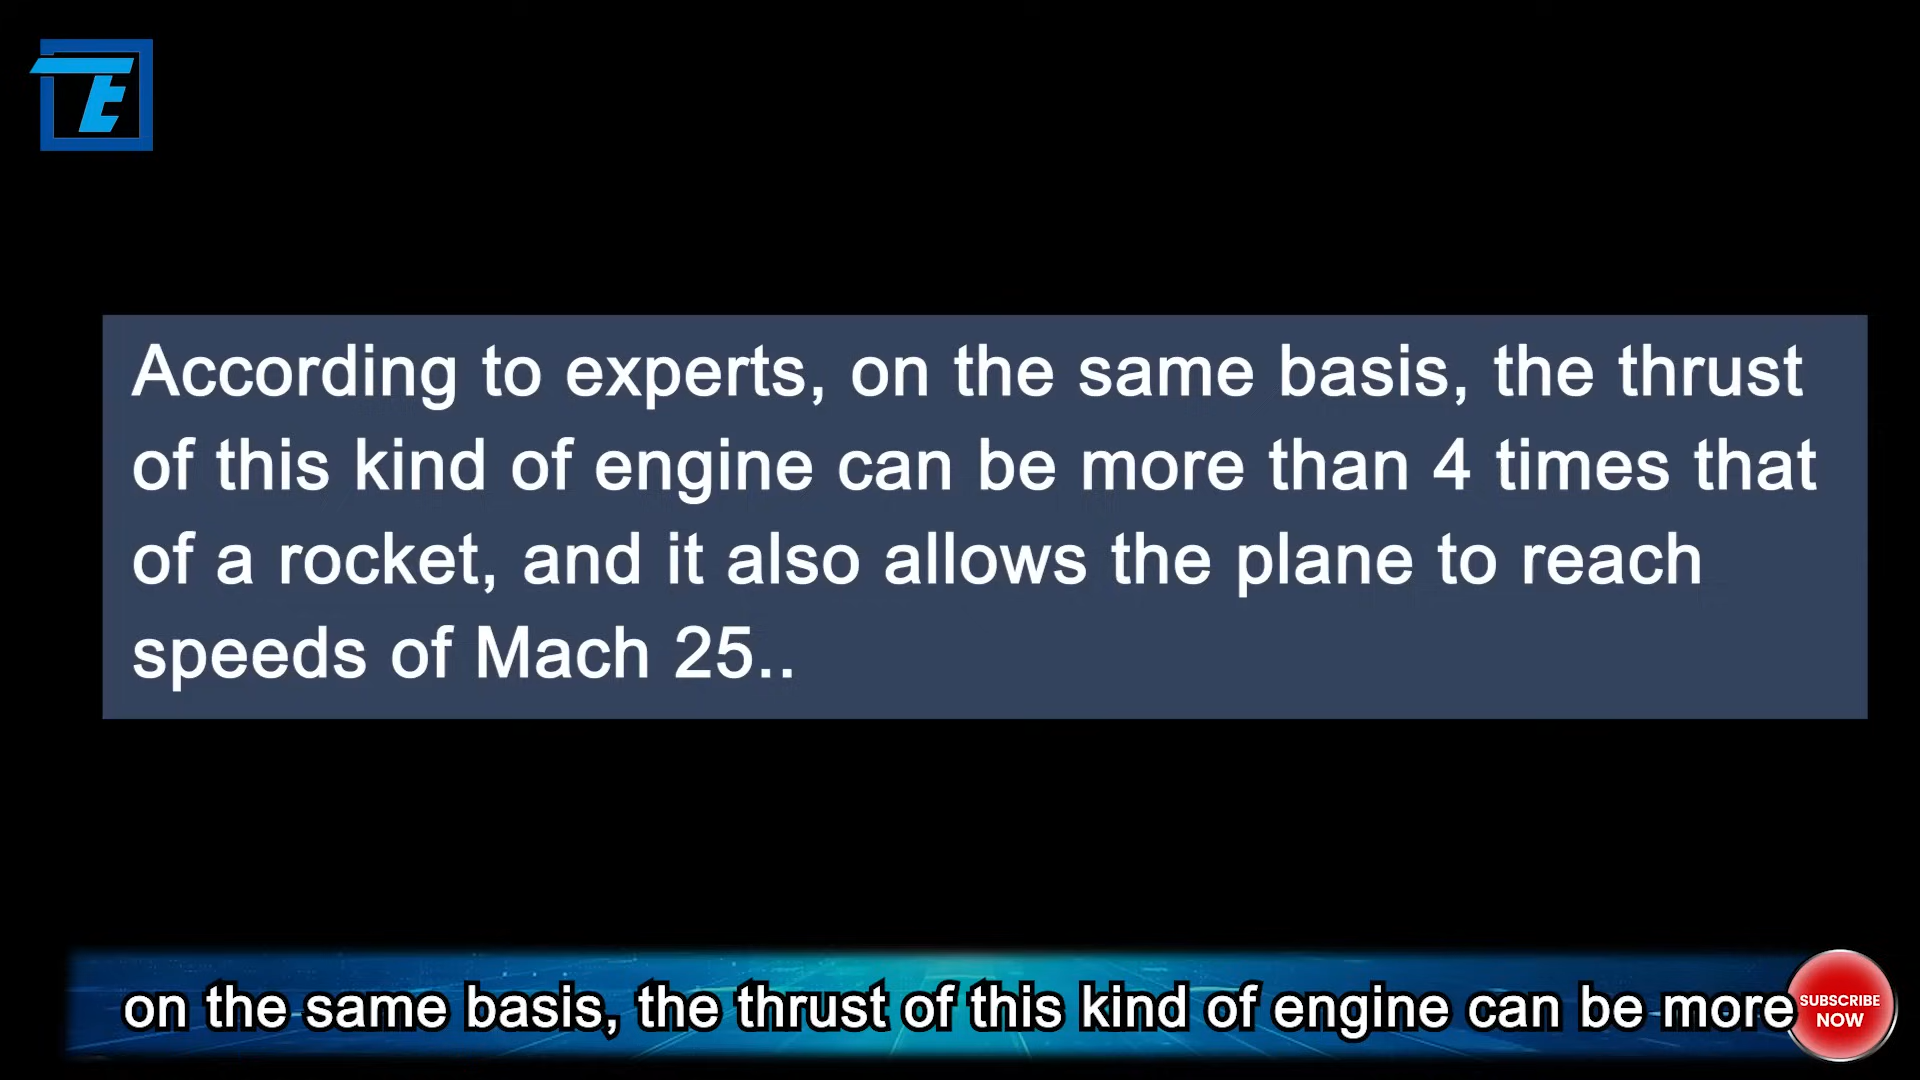 TE
According to experts, on the same basis, the thrust
of this kind of engine can be more than 4 times that
of a rocket, and it also allows the plane to reach
speeds of Mach 25..
on the same basis, the thrust of this kind of engine can be more
SUBSCRIBE
NOW